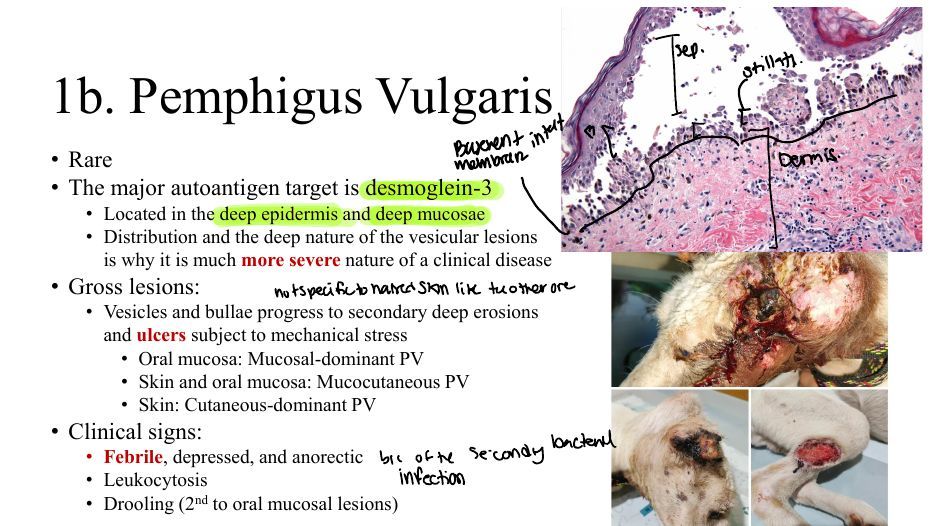 1b. Pemphigus Vulgaris
• Rare
• The major autoantigen target is desmoglein-3
• Located in the deep epidermis and deep mucosae
• Distribution and the deep nature of the vesicular lesions
is why it is much more severe nature of a clinical disease
• Gross lesions:
not specific to haired skin like the other one
• Vesicles and bullae progress to secondary deep erosions
and ulcers subject to mechanical stress
• Oral mucosa: Mucosal-dominant PV
• Skin and oral mucosa: Mucocutaneous PV
• Skin: Cutaneous-dominant PV
• Clinical signs:
• Febrile, depressed, and anorectic
b/c of the secondy bacterial
infection
• Leukocytosis
• Drooling (2nd to oral mucosal lesions)
sep.
Dermis.
intact
membran